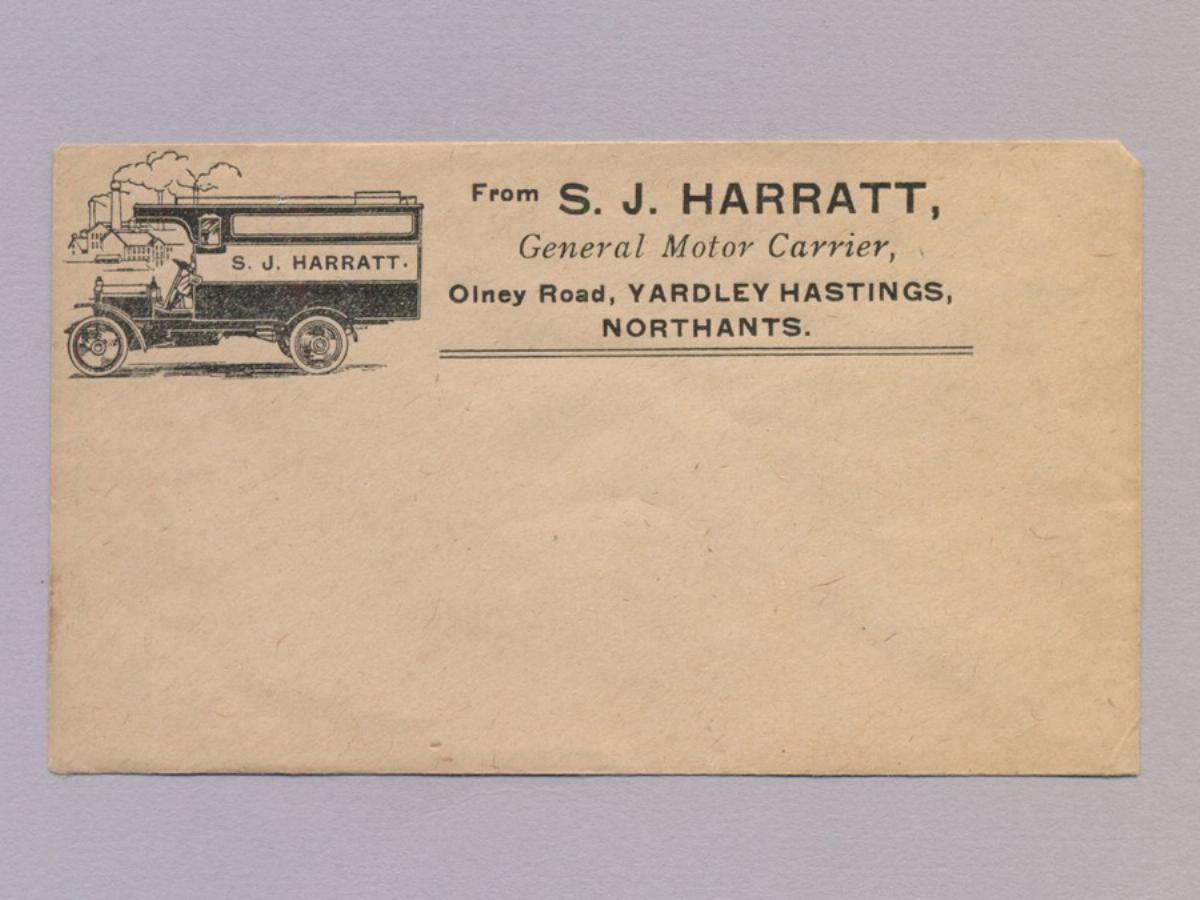 S. J. HARRATT.
From S. J. HARRATT,
General Motor Carrier,
Olney Road, YARDLEY HASTINGS,
NORTHANTS.